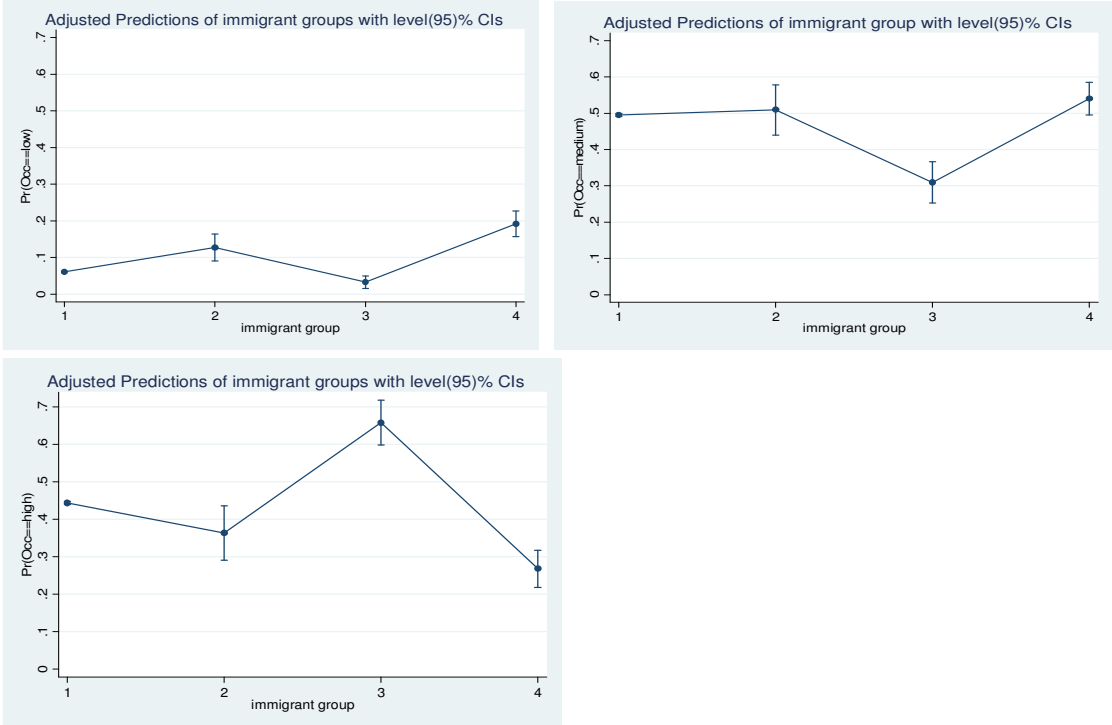 Adjusted Predictions of immigrant groups with level(95)% CIs
Pr(Occ==low)
.7
.6
.5
.4
.3
.2
.1
0
1 2 3 4
immigrant group
Adjusted Predictions of immigrant group with level(95)% CIs
Pr(Occ==medium)
.7
.6
.5
.4
.3
.2
.1
0
1 2 3 4
immigrant group
Adjusted Predictions of immigrant groups with level(95)% CIs
Pr(Occ==high)
.7
.6
.5
.4
.3
.2
.1
0
1 2 3 4
immigrant group